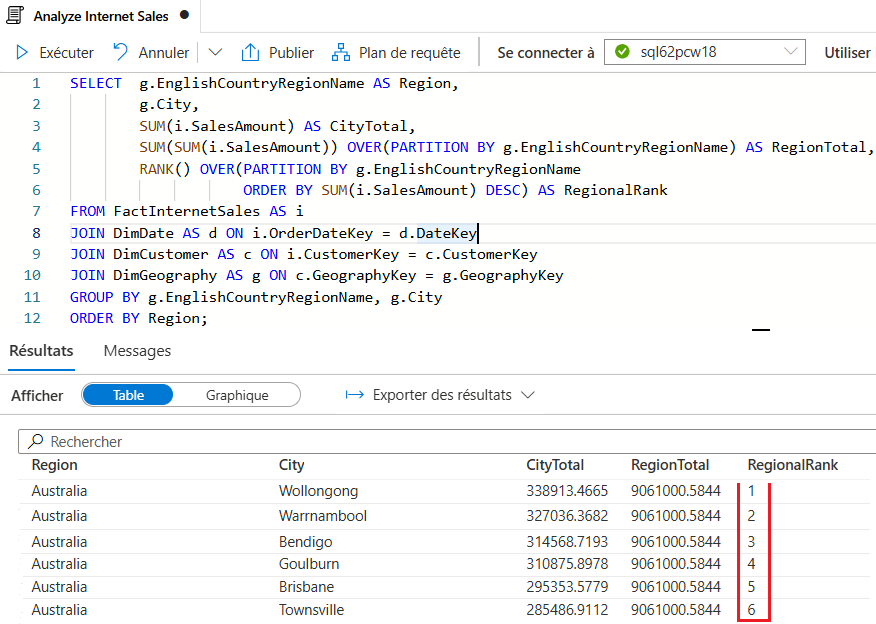 Analyze Internet Sales
Exécuter Annuler Publier Plan de requête Se connecter à sql62pcw18 Utiliser
1 SELECT g.EnglishCountryRegionName AS Region,
2 g.City,
3 SUM(i.SalesAmount) AS CityTotal,
4 SUM(SUM(i.SalesAmount)) OVER(PARTITION BY g.EnglishCountryRegionName) AS RegionTotal,
5 RANK() OVER(PARTITION BY g.EnglishCountryRegionName
6 ORDER BY SUM(i.SalesAmount) DESC) AS RegionalRank
7 FROM FactInternetSales AS i
8 JOIN DimDate AS d ON i.OrderDateKey = d.DateKey
9 JOIN DimCustomer AS c ON i.CustomerKey = c.CustomerKey
10 JOIN DimGeography AS g ON c.GeographyKey = g.GeographyKey
11 GROUP BY g.EnglishCountryRegionName, g.City
12 ORDER BY Region;
Résultats Messages
Afficher Table Graphique Exporter des résultats
Rechercher
Region City CityTotal RegionTotal RegionalRank
Australia Wollongong 338913.4665 9061000.5844 1
Australia Warrnambool 327036.3682 9061000.5844 2
Australia Bendigo 314568.7193 9061000.5844 3
Australia Goulburn 310875.8978 9061000.5844 4
Australia Brisbane 295353.5779 9061000.5844 5
Australia Townsville 285486.9112 9061000.5844 6